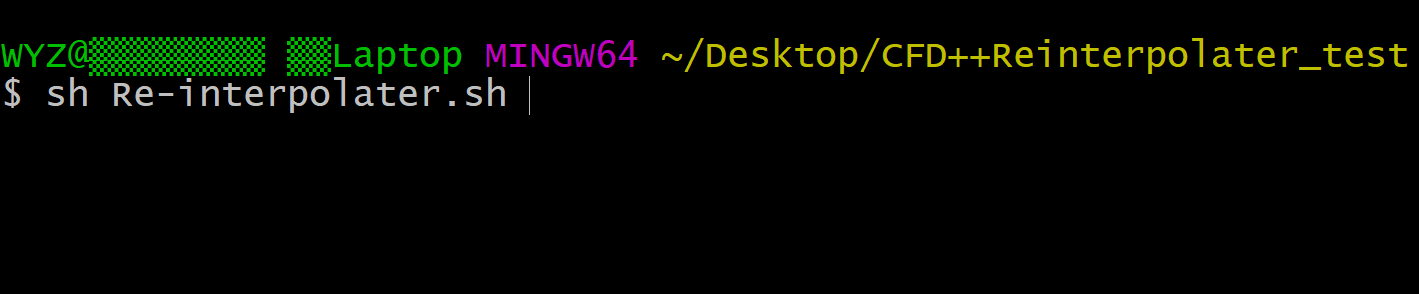 WYZ@▒▒▒▒▒▒▒▒ ▒▒Laptop MINGW64 ~/Desktop/CFD++Reinterpolater_test
$ sh Re-interpolater.sh